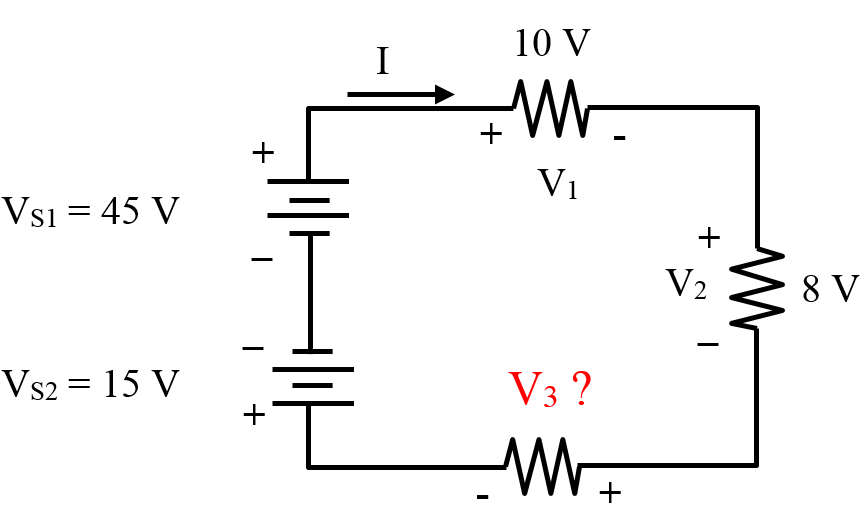 10 V
I
+
+ -
V1
VS1 = 45 V
+
V2
8 V
−
−
−
VS2 = 15 V
V3 ?
+
- +